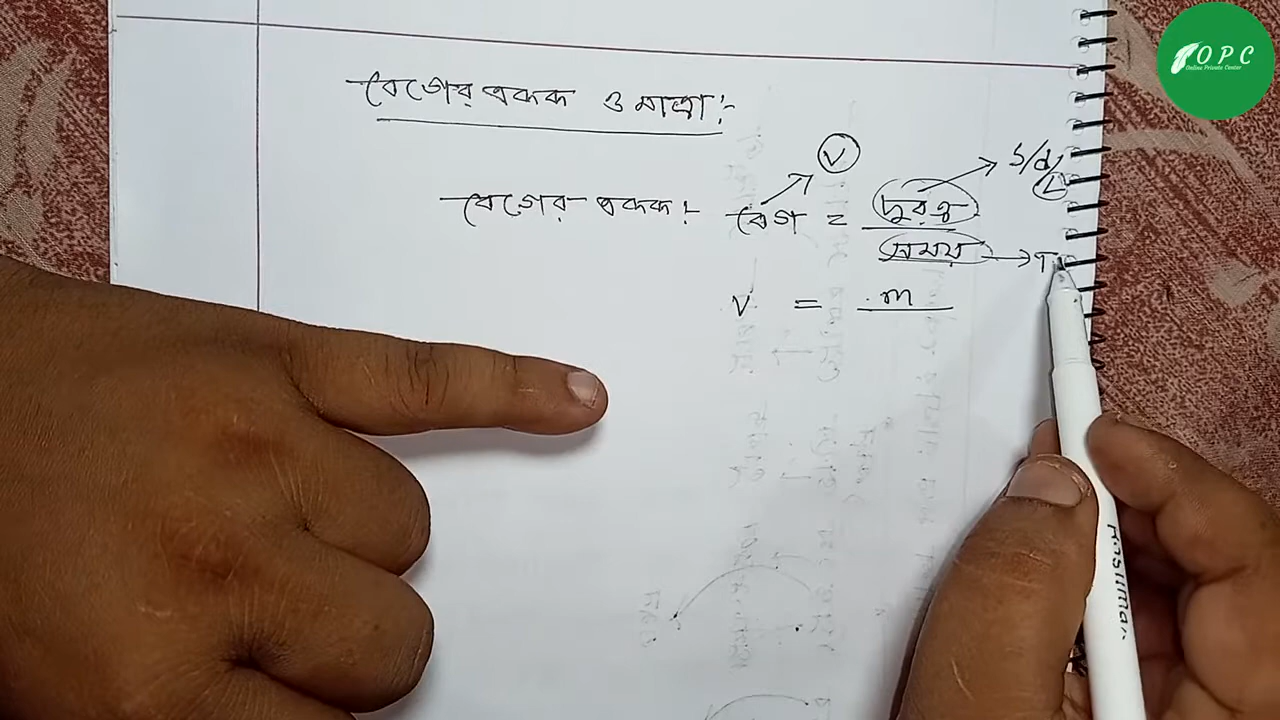 বেগের একক ও মাত্রা:-
V
S/d/
L
বেগের একক: বেগ = দুরত্ব
সময় → T
V = m
OPC
Online Private Center